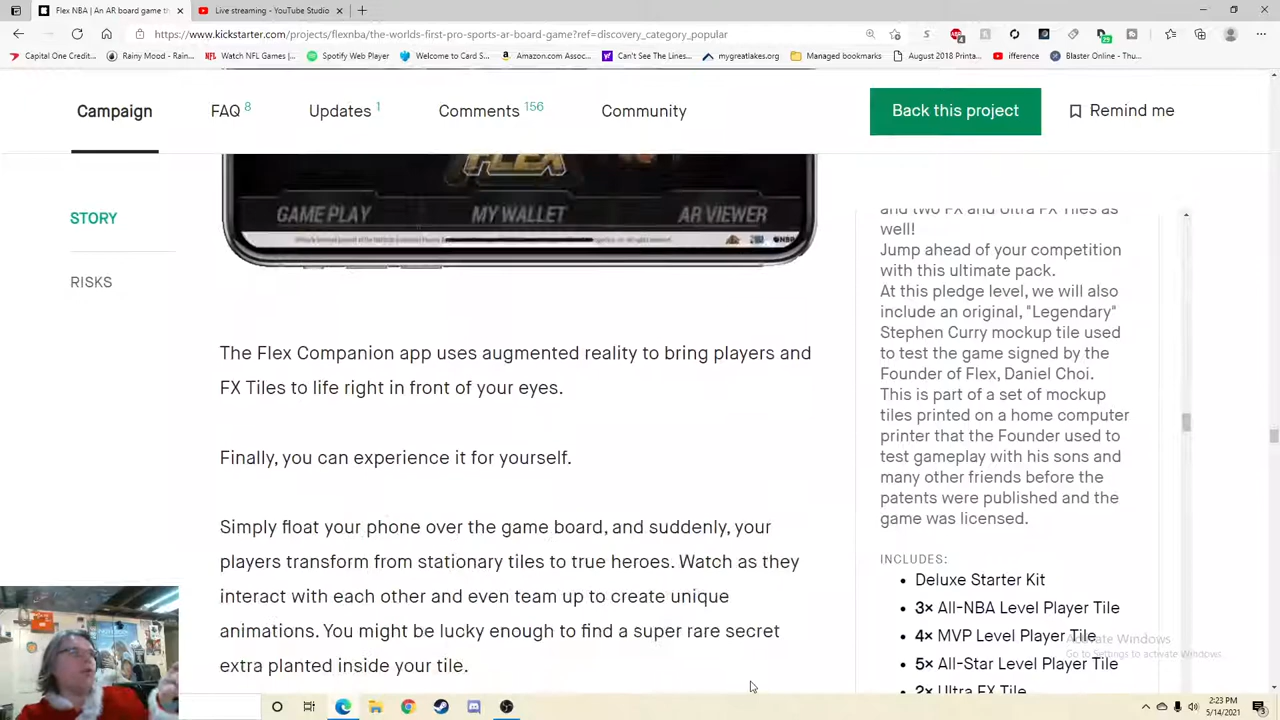 Flex NBA | An AR board game th
Live streaming - YouTube Studio
https://www.kickstarter.com/projects/flexnba/the-worlds-first-pro-sports-ar-board-game?ref=discovery_category_popular
Capital One Credit...
Rainy Mood - Rain...
Watch NFL Games |...
Spotify Web Player
Welcome to Card S...
Amazon.com Assoc...
Can't See The Lines...
mygreatlakes.org
Managed bookmarks
August 2018 Printa...
ifference
Blaster Online - Thu...
Campaign
FAQ 8
Updates 1
Comments 156
Community
Back this project
Remind me
STORY
RISKS
FLEX
GAME PLAY
MY WALLET
AR VIEWER
The Flex Companion app uses augmented reality to bring players and
FX Tiles to life right in front of your eyes.
Finally, you can experience it for yourself.
Simply float your phone over the game board, and suddenly, your
players transform from stationary tiles to true heroes. Watch as they
interact with each other and even team up to create unique
animations. You might be lucky enough to find a super rare secret
extra planted inside your tile.
and two FX and Ultra FX Tiles as
well!
Jump ahead of your competition
with this ultimate pack.
At this pledge level, we will also
include an original, "Legendary"
Stephen Curry mockup tile used
to test the game signed by the
Founder of Flex, Daniel Choi.
This is part of a set of mockup
tiles printed on a home computer
printer that the Founder used to
test gameplay with his sons and
many other friends before the
patents were published and the
game was licensed.
INCLUDES:
Deluxe Starter Kit
3× All-NBA Level Player Tile
4× MVP Level Player Tile
5× All-Star Level Player Tile
2× Ultra FX Tile
Activate Windows
Go to Settings to activate Windows.
2:23 PM
5/14/2021